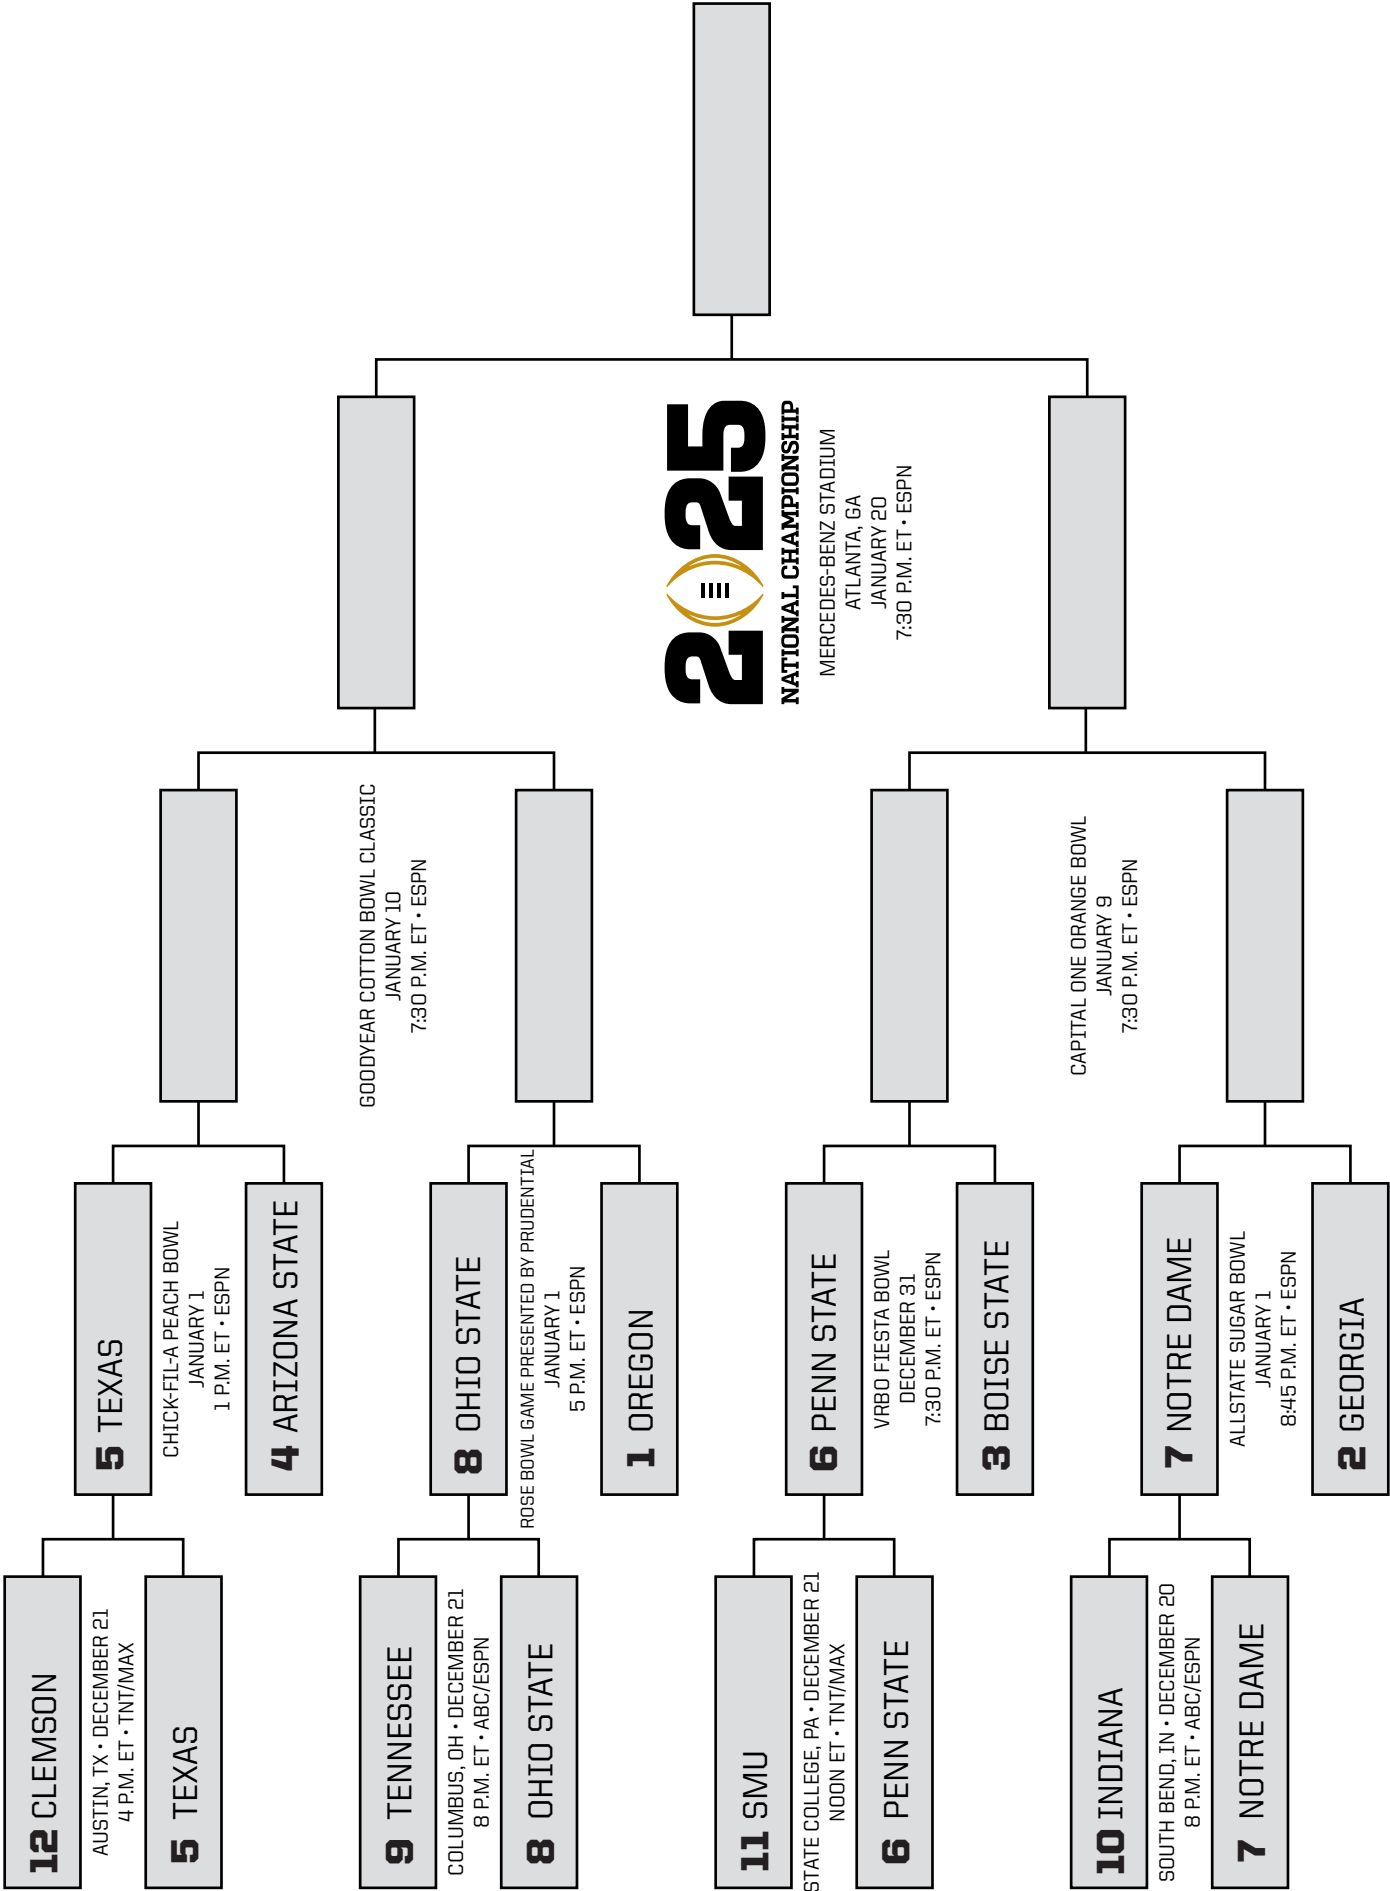 12 CLEMSON
AUSTIN, TX • DECEMBER 21
4 P.M. ET • TNT/MAX
5 TEXAS
9 TENNESSEE
COLUMBUS, OH • DECEMBER 21
8 P.M. ET • ABC/ESPN
8 OHIO STATE
11 SMU
STATE COLLEGE, PA • DECEMBER 21
NOON ET • TNT/MAX
6 PENN STATE
10 INDIANA
SOUTH BEND, IN • DECEMBER 20
8 P.M. ET • ABC/ESPN
7 NOTRE DAME
5 TEXAS
CHICK-FIL-A PEACH BOWL
JANUARY 1
1 P.M. ET • ESPN
4 ARIZONA STATE
8 OHIO STATE
ROSE BOWL GAME PRESENTED BY PRUDENTIAL
JANUARY 1
5 P.M. ET • ESPN
1 OREGON
6 PENN STATE
VRBO FIESTA BOWL
DECEMBER 31
7:30 P.M. ET • ESPN
3 BOISE STATE
7 NOTRE DAME
ALLSTATE SUGAR BOWL
JANUARY 1
8:45 P.M. ET • ESPN
2 GEORGIA
GOODYEAR COTTON BOWL CLASSIC
JANUARY 10
7:30 P.M. ET • ESPN
CAPITAL ONE ORANGE BOWL
JANUARY 9
7:30 P.M. ET • ESPN
2025
NATIONAL CHAMPIONSHIP
MERCEDES-BENZ STADIUM
ATLANTA, GA
JANUARY 20
7:30 P.M. ET • ESPN